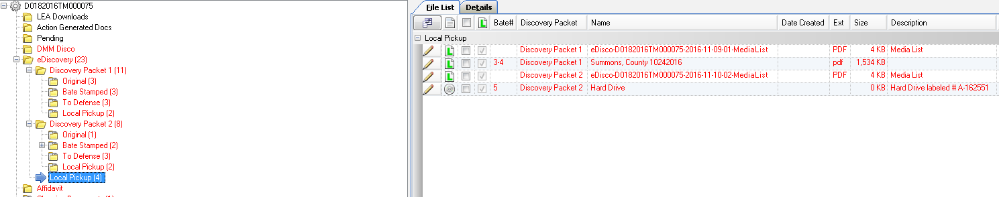 D0182016TM000075
LEA Downloads
Action Generated Docs
Pending
DMM Disco
eDiscovery (23)
Discovery Packet 1 (11)
Original (3)
Bate Stamped (3)
To Defense (3)
Local Pickup (2)
Discovery Packet 2 (8)
Original (1)
Bate Stamped (2)
To Defense (3)
Local Pickup (2)
Local Pickup (4)
Affidavit
File List Details
Bate# Discovery Packet Name Date Created Ext Size Description
Local Pickup
Discovery Packet 1 eDisco-D0182016TM000075-2016-11-09-01-MediaList PDF 4 KB Media List
3-4 Discovery Packet 1 Summons, County 10242016 pdf 1,534 KB
Discovery Packet 2 eDisco-D0182016TM000075-2016-11-10-02-MediaList PDF 4 KB Media List
5 Discovery Packet 2 Hard Drive 0 KB Hard Drive labeled # A-162551